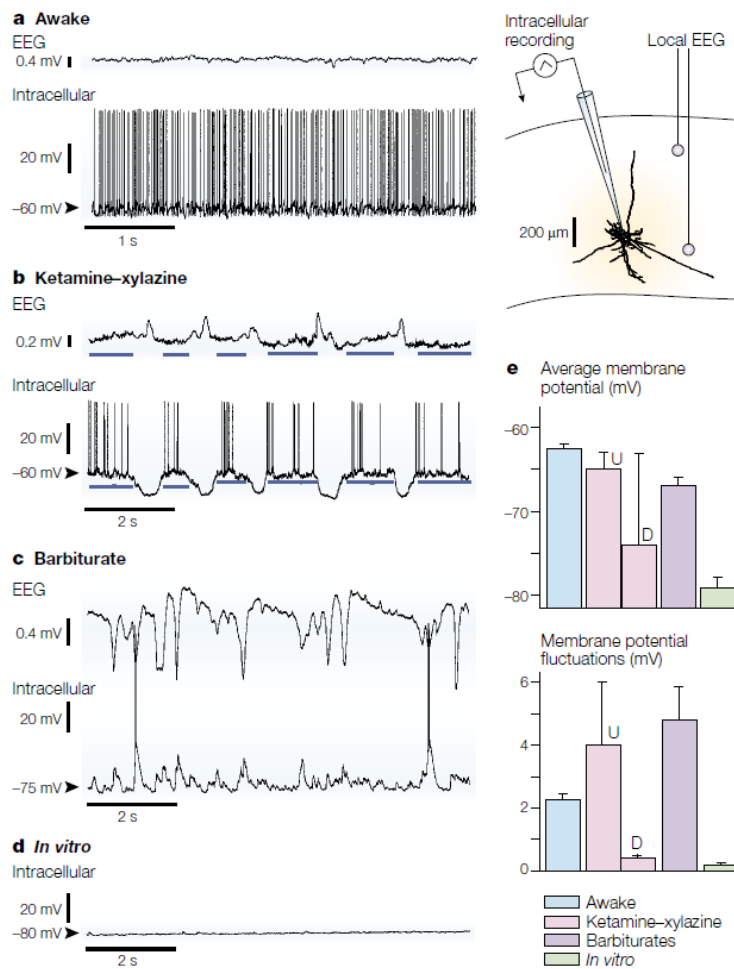 a Awake
EEG
0.4 mV
Intracellular
20 mV
–60 mV
1 s
b Ketamine–xylazine
EEG
0.2 mV
Intracellular
20 mV
–60 mV
2 s
c Barbiturate
EEG
0.4 mV
Intracellular
20 mV
–75 mV
2 s
d In vitro
Intracellular
20 mV
–80 mV
2 s
Intracellular
recording
Local EEG
200 μm
e Average membrane
potential (mV)
–60
–70
–80
U
D
Membrane potential
fluctuations (mV)
6
4
2
0
U
D
Awake
Ketamine–xylazine
Barbiturates
In vitro